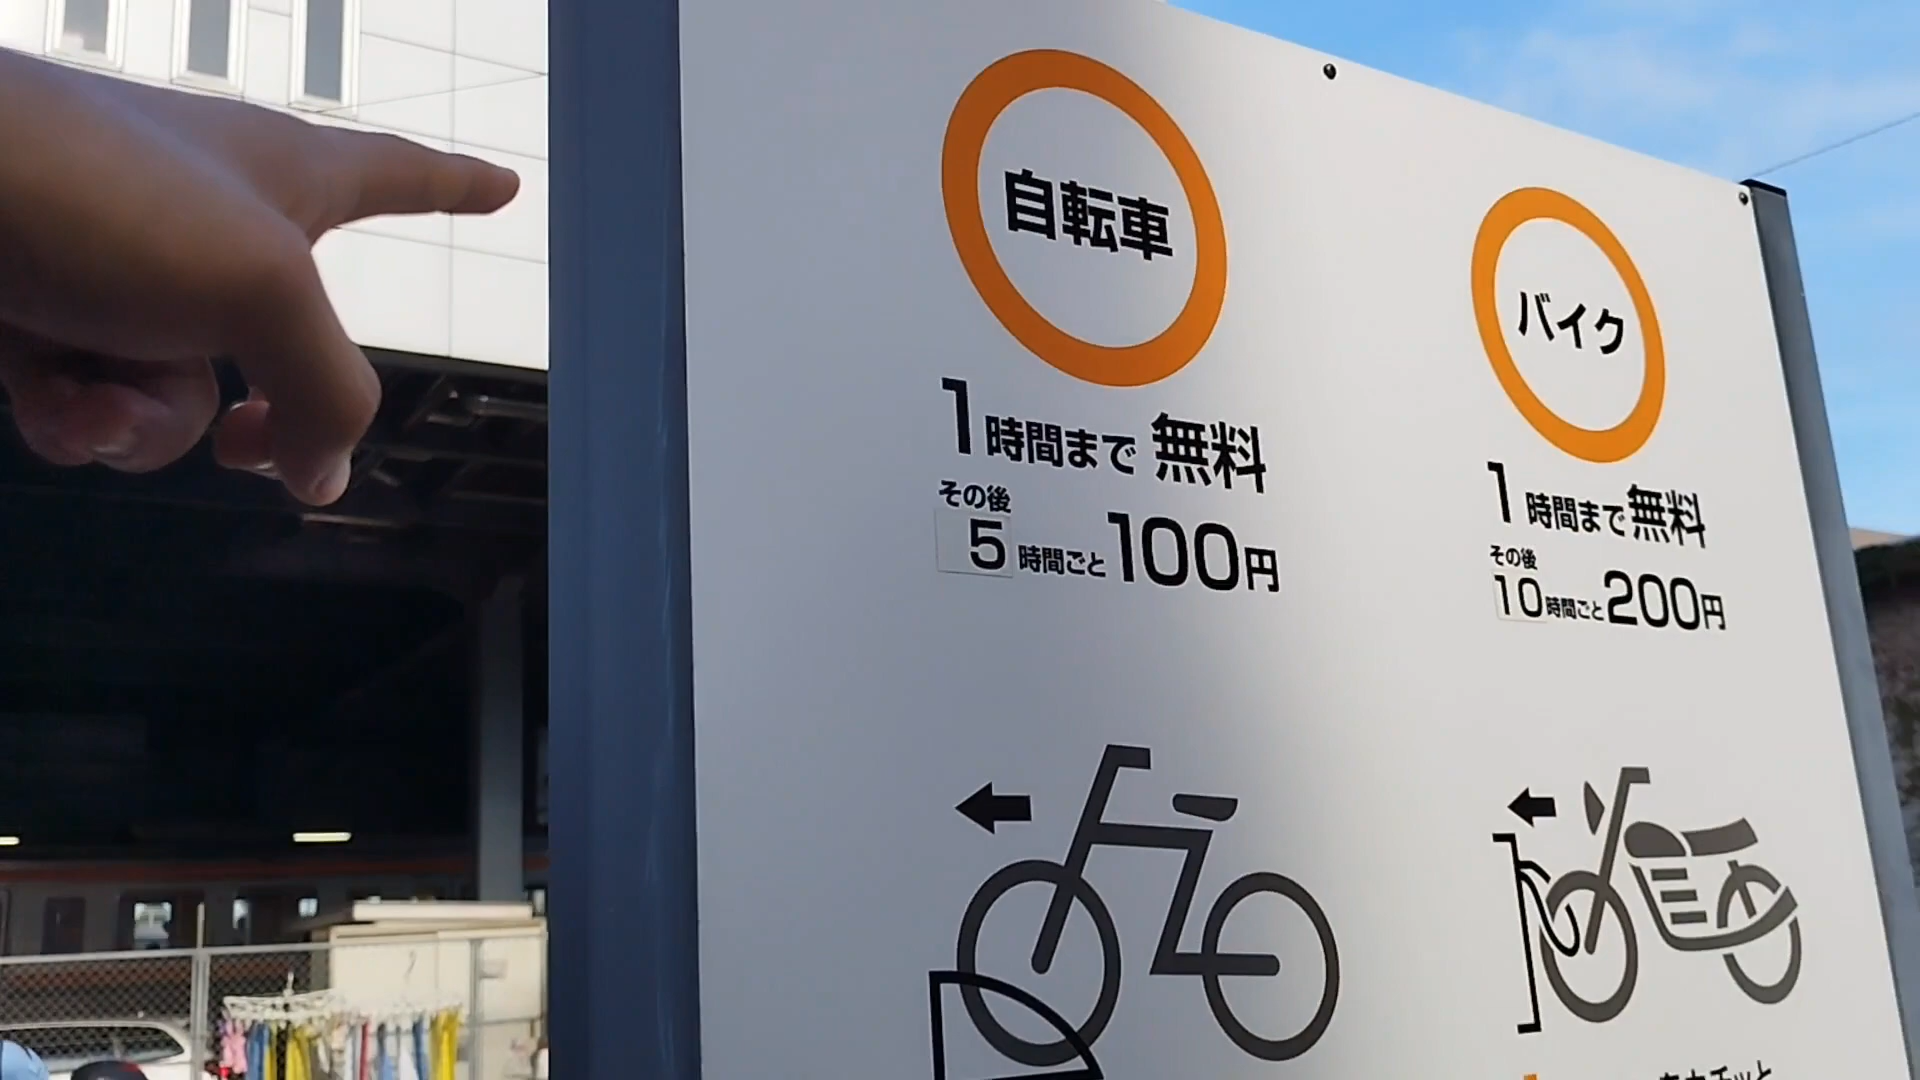 自転車
1時間まで 無料
その後
5 時間ごと 100円
バイク
1時間まで 無料
その後
10時間ごと 200円